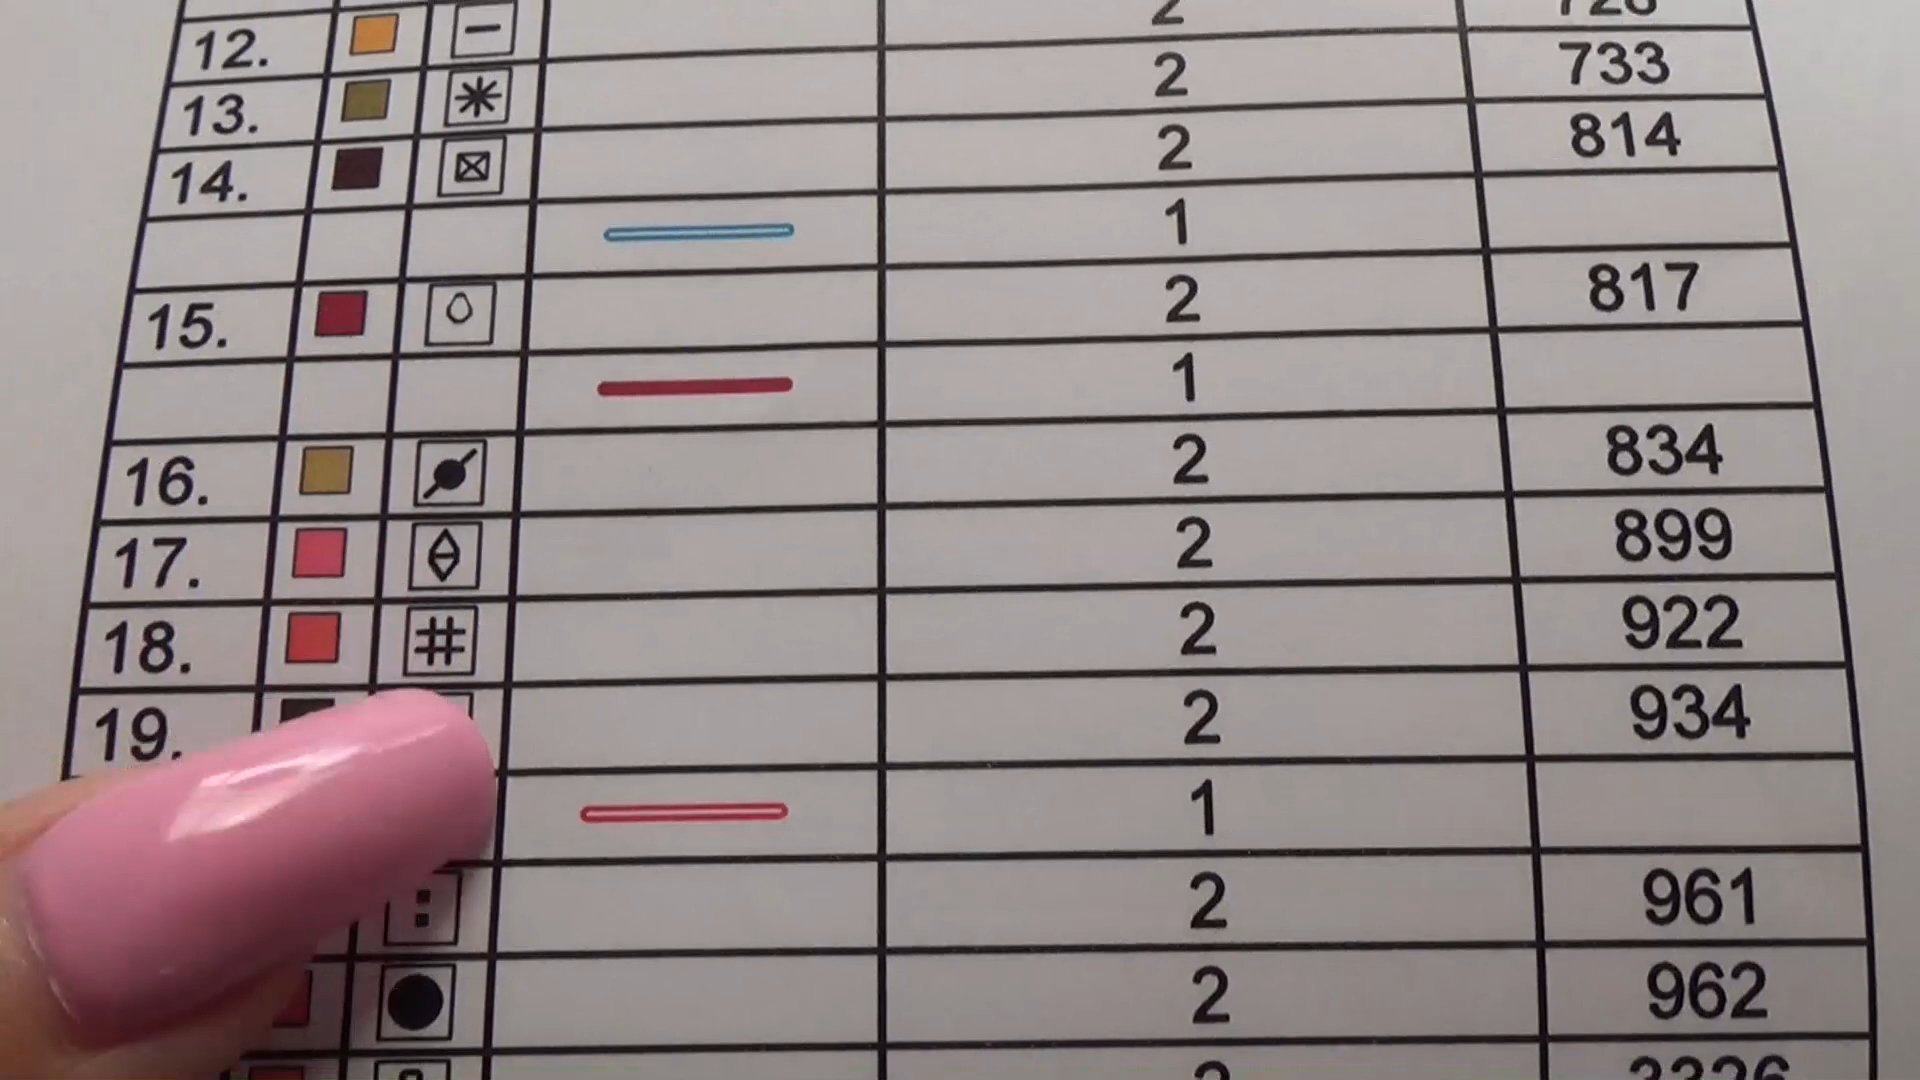 12. 2
13. 2 733
14. 2 814
1
15. 2 817
1
16. 2 834
17. 2 899
18. # 2 922
19. 2 934
1
2 961
2 962